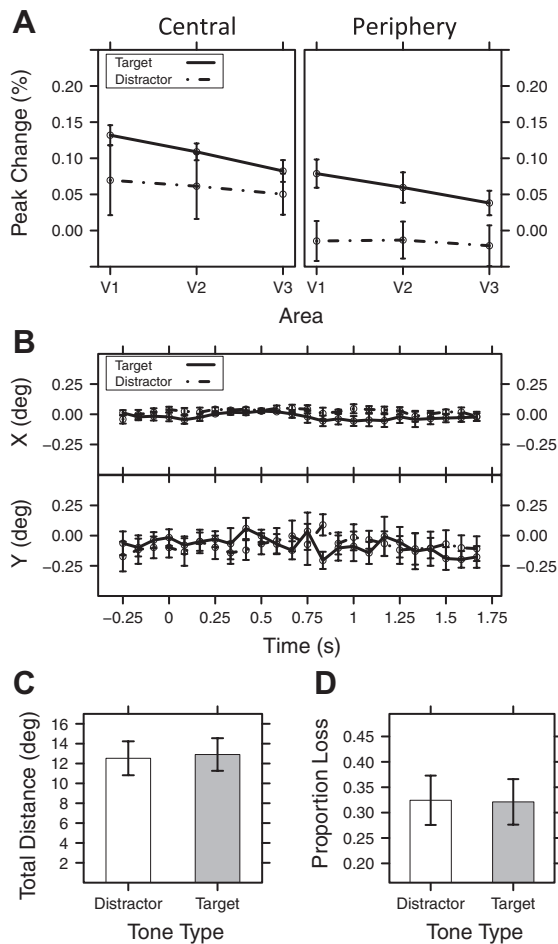 A
Central
Periphery
Target
Distractor
Peak Change (%)
0.20
0.15
0.10
0.05
0.00
0.20
0.15
0.10
0.05
0.00
V1
V2
V3
V1
V2
V3
Area
B
Target
Distractor
X (deg)
0.25
0.00
−0.25
0.25
0.00
−0.25
Y (deg)
0.25
0.00
−0.25
0.25
0.00
−0.25
−0.25
0
0.25
0.5
0.75
1
1.25
1.5
1.75
Time (s)
C
Total Distance (deg)
16
14
12
10
8
6
4
2
Distractor
Target
Tone Type
D
Proportion Loss
0.45
0.40
0.35
0.30
0.25
0.20
Distractor
Target
Tone Type